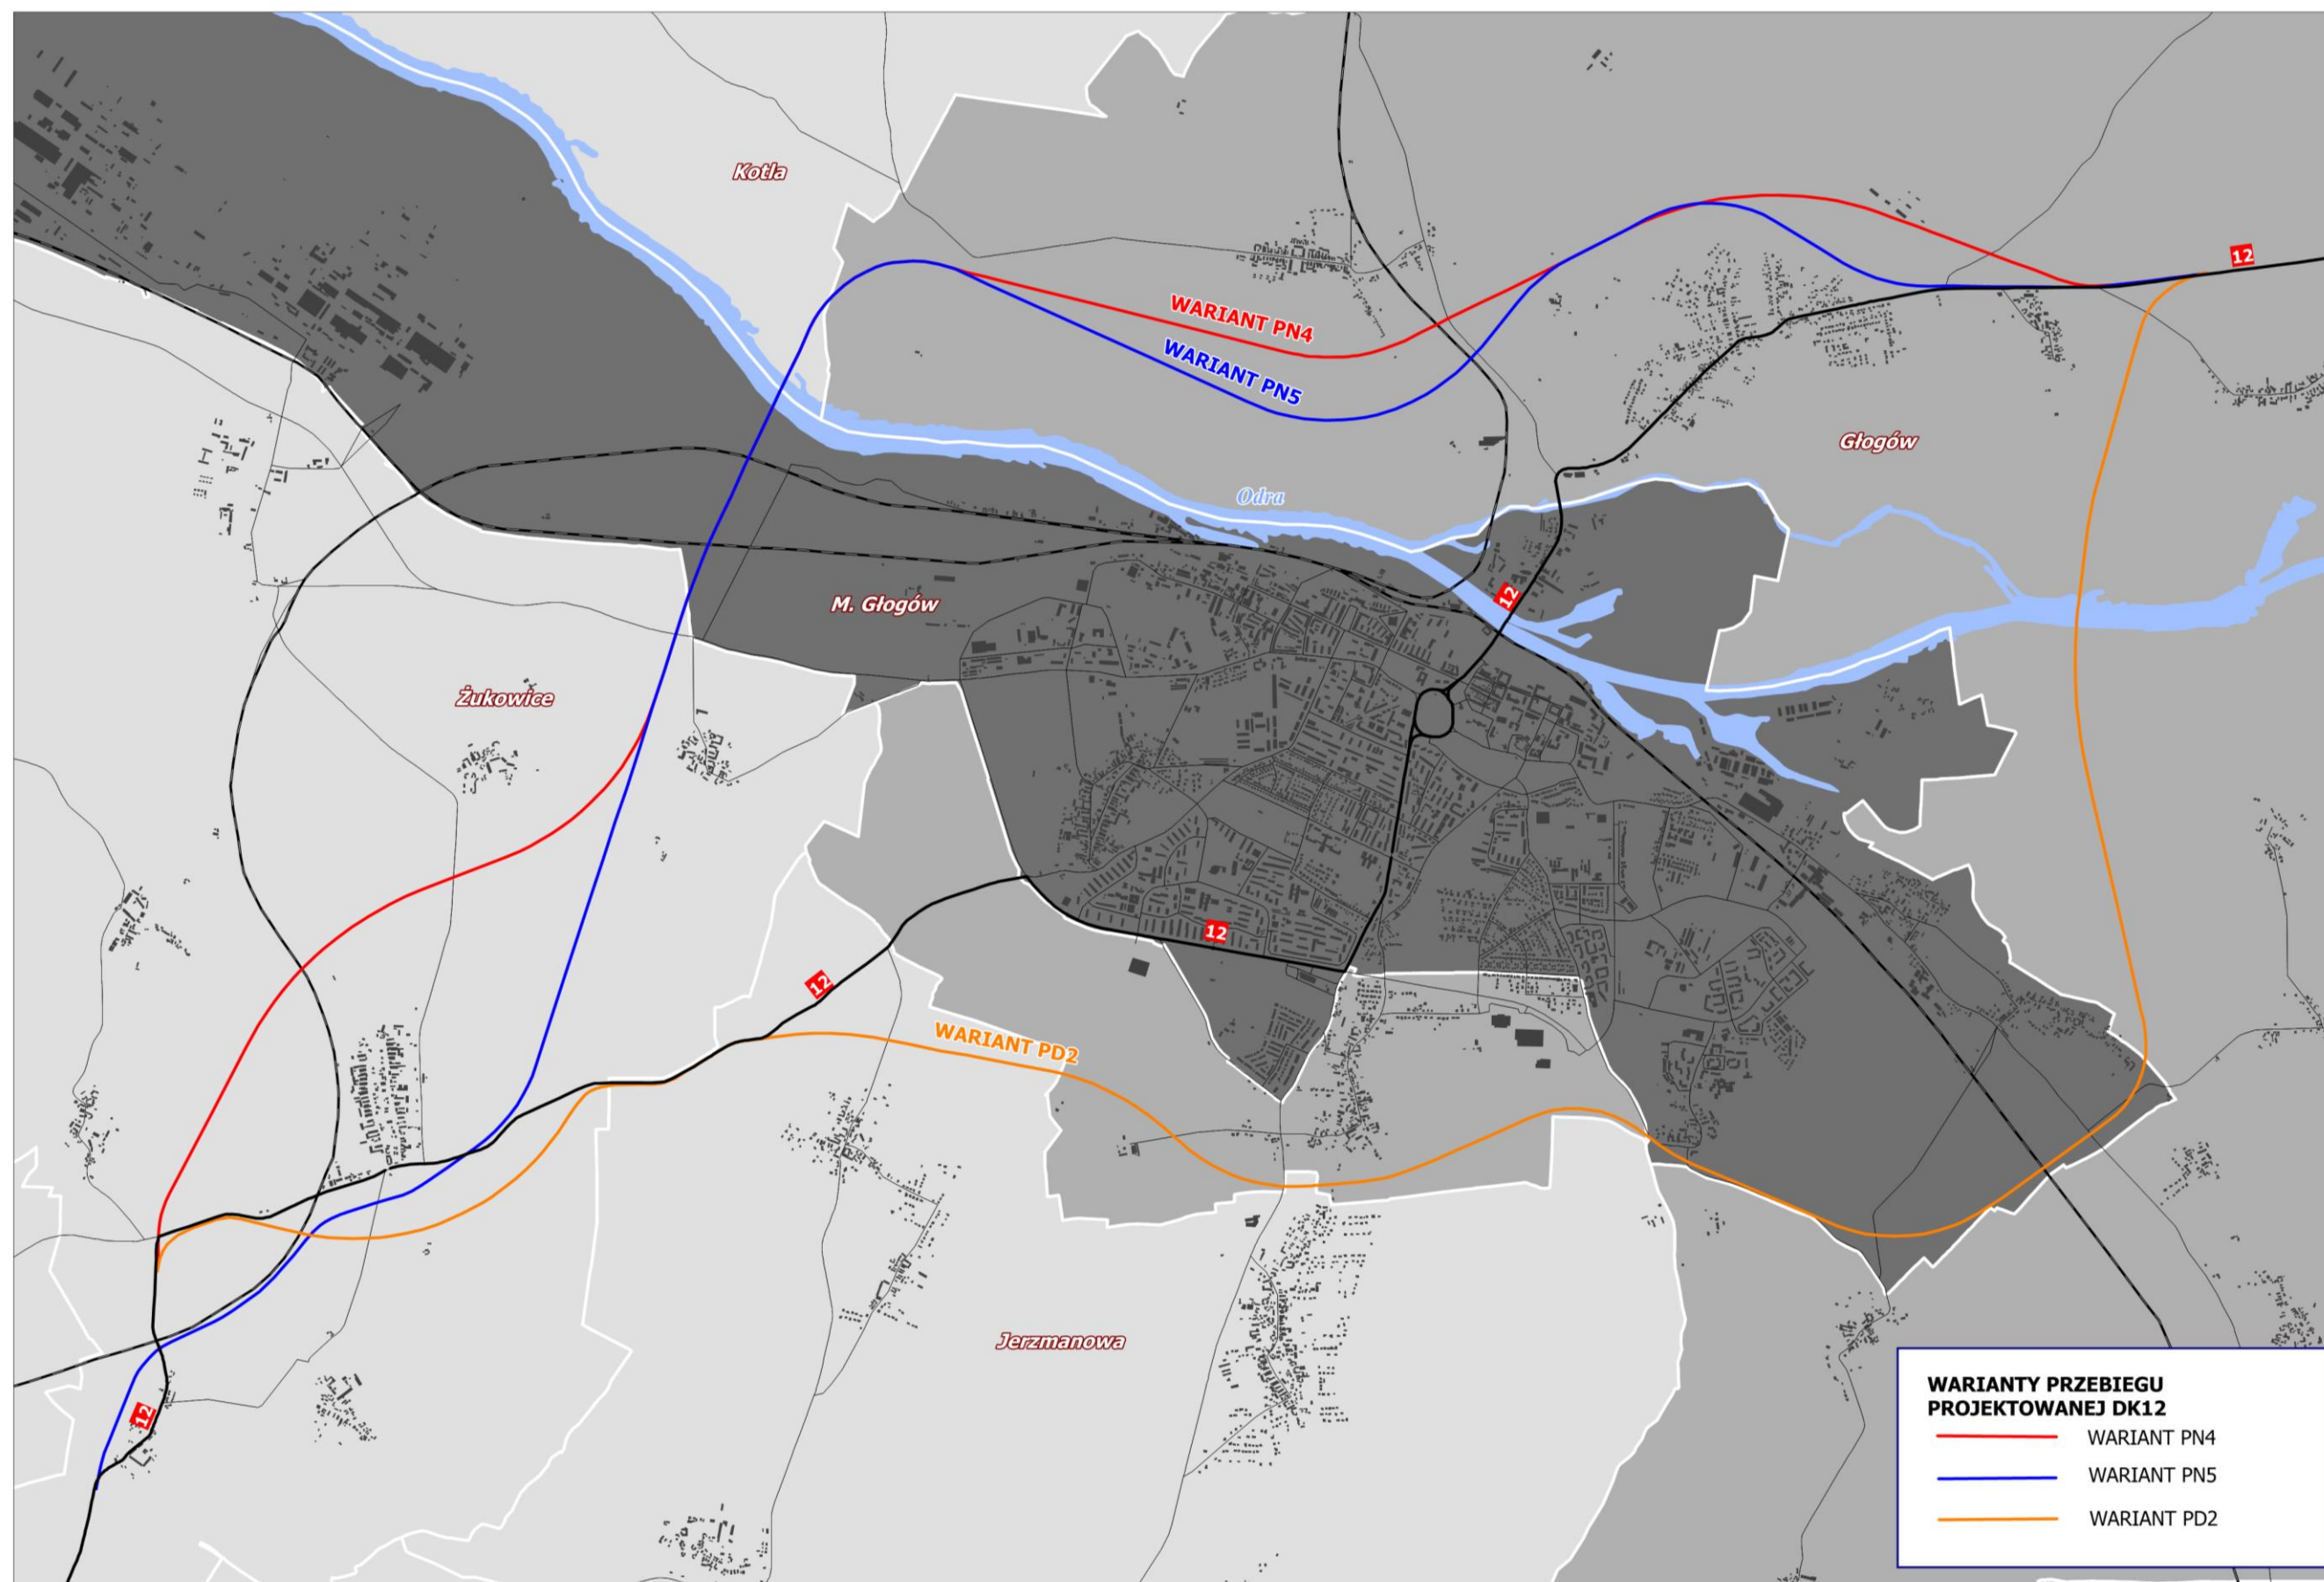 Kotla
12
WARIANT PN4
WARIANT PN5
Głogów
Odra
12
M. Głogów
Żukowice
12
12
WARIANT PD2
Jerzmanowa
12
WARIANTY PRZEBIEGU
PROJEKTOWANEJ DK12
WARIANT PN4
WARIANT PN5
WARIANT PD2